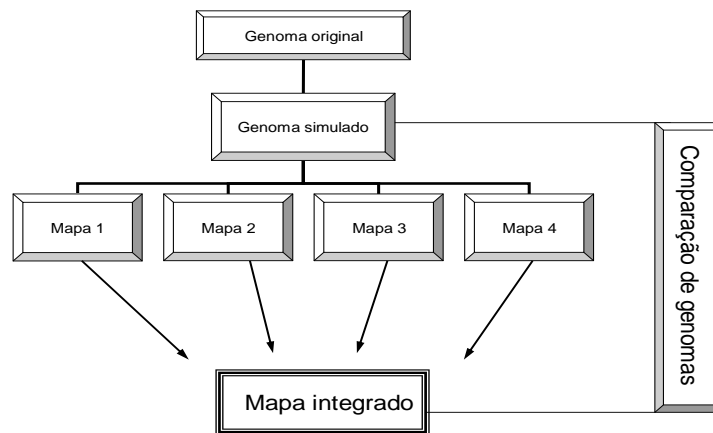 Genoma original
Genoma simulado
Mapa 1
Mapa 2
Mapa 3
Mapa 4
Mapa integrado
Comparação de genomas